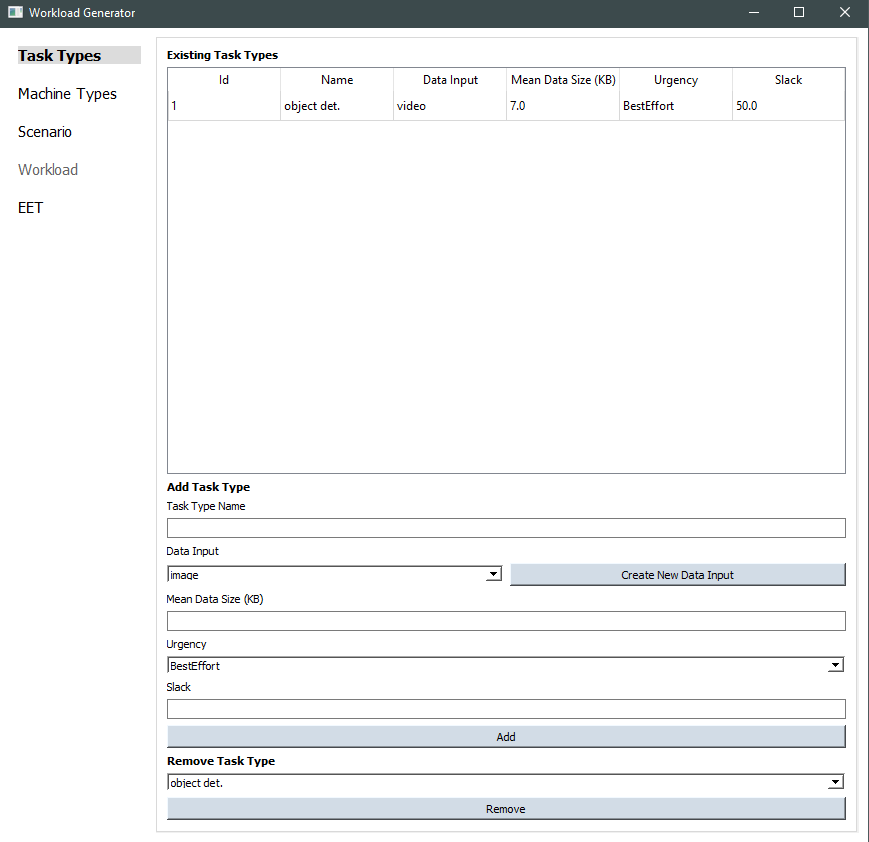 Workload Generator
Task Types
Machine Types
Scenario
Workload
EET
Existing Task Types
Id Name Data Input Mean Data Size (KB) Urgency Slack
1 object det. video 7.0 BestEffort 50.0
Add Task Type
Task Type Name
Data Input
image Create New Data Input
Mean Data Size (KB)
Urgency
BestEffort
Slack
Add
Remove Task Type
object det.
Remove